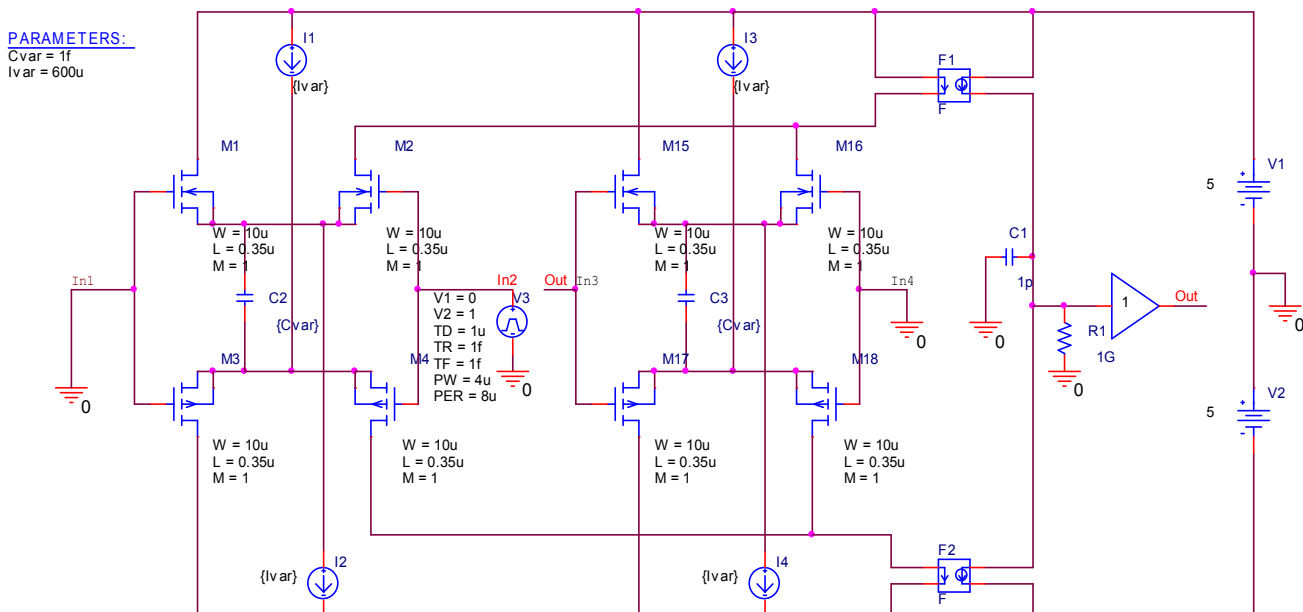 PARAMETERS:
Cvar = 1f
Ivar = 600u
I1
{Ivar}
I3
{Ivar}
F1
F
M1
M2
M15
M16
V1
5
W = 10u
L = 0.35u
M = 1
W = 10u
L = 0.35u
M = 1
W = 10u
L = 0.35u
M = 1
W = 10u
L = 0.35u
M = 1
C1
1p
In1
C2
{Cvar}
In2
V3
V1 = 0
V2 = 1
TD = 1u
TR = 1f
TF = 1f
PW = 4u
PER = 8u
0
Out
In3
C3
{Cvar}
In4
0
0
R1
1G
0
1
Out
0
0
M3
M4
M17
M18
V2
5
W = 10u
L = 0.35u
M = 1
W = 10u
L = 0.35u
M = 1
W = 10u
L = 0.35u
M = 1
W = 10u
L = 0.35u
M = 1
I2
{Ivar}
I4
{Ivar}
F2
F